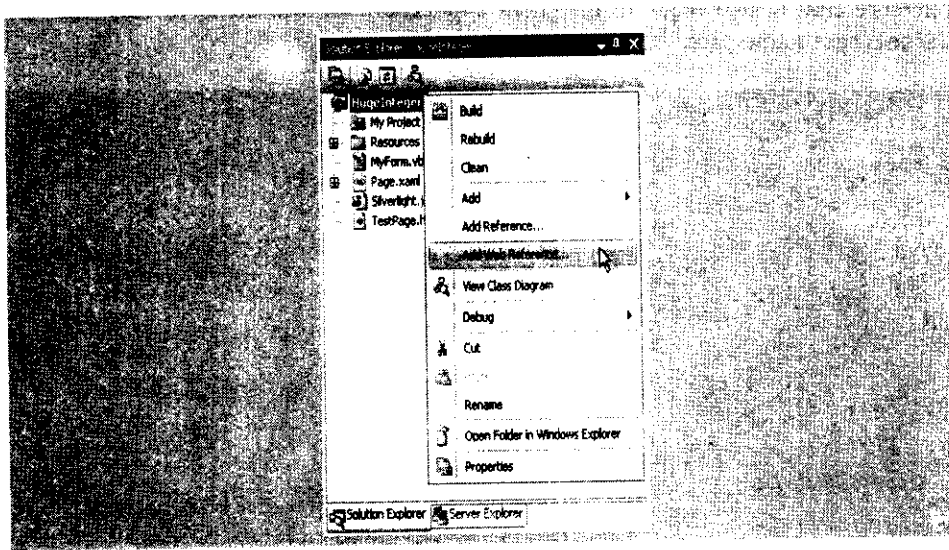 Solution Explorer
HugeInteger
My Project
Resources
MyForm.vb
Page.xaml
Silverlight.j
TestPage.h
Build
Rebuild
Clean
Add
Add Reference...
Add Web Reference...
View Class Diagram
Debug
Cut
Rename
Open Folder in Windows Explorer
Properties
Solution Explorer
Server Explorer